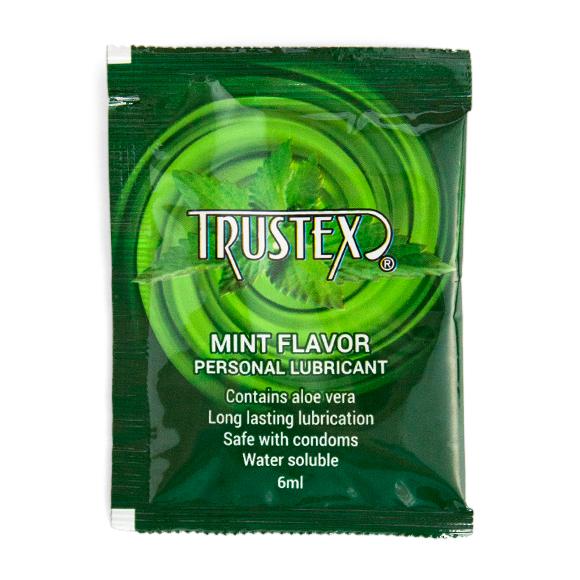 TRUSTEX®
MINT FLAVOR
PERSONAL LUBRICANT
Contains aloe vera
Long lasting lubrication
Safe with condoms
Water soluble
6ml